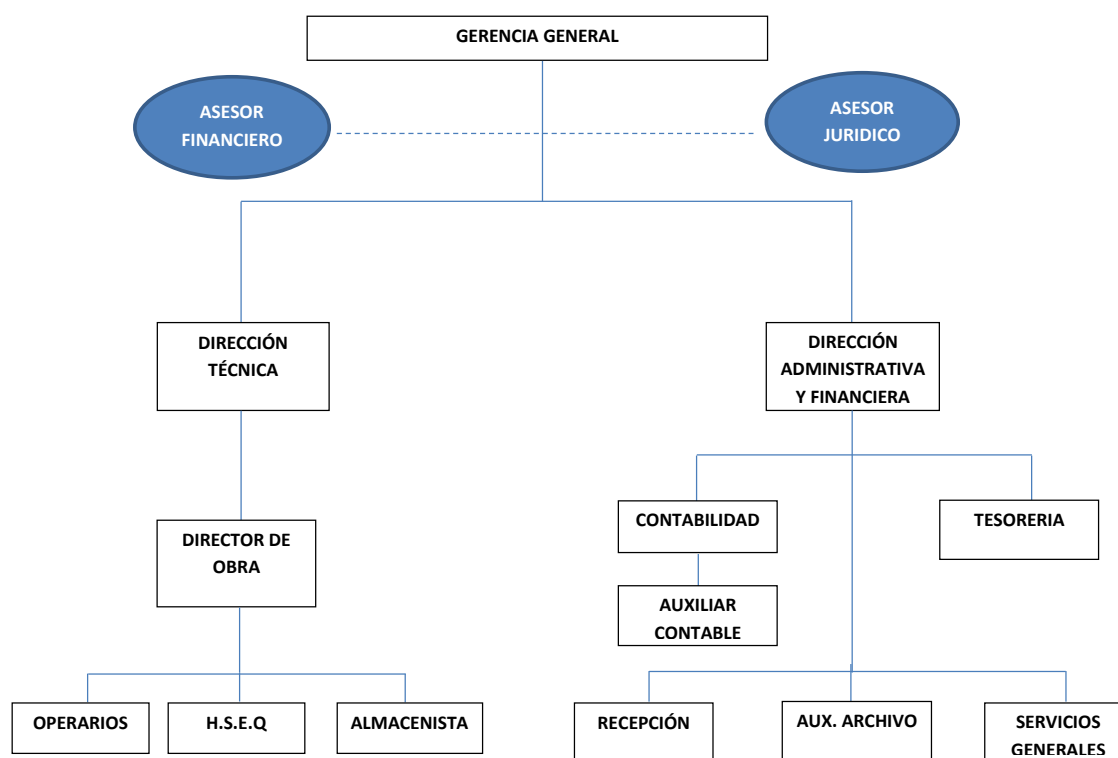 GERENCIA GENERAL
ASESOR
FINANCIERO
ASESOR
JURIDICO
DIRECCIÓN
TÉCNICA
DIRECCIÓN
ADMINISTRATIVA
Y FINANCIERA
CONTABILIDAD
TESORERIA
DIRECTOR DE
OBRA
AUXILIAR
CONTABLE
OPERARIOS
H.S.E.Q
ALMACENISTA
RECEPCIÓN
AUX. ARCHIVO
SERVICIOS
GENERALES